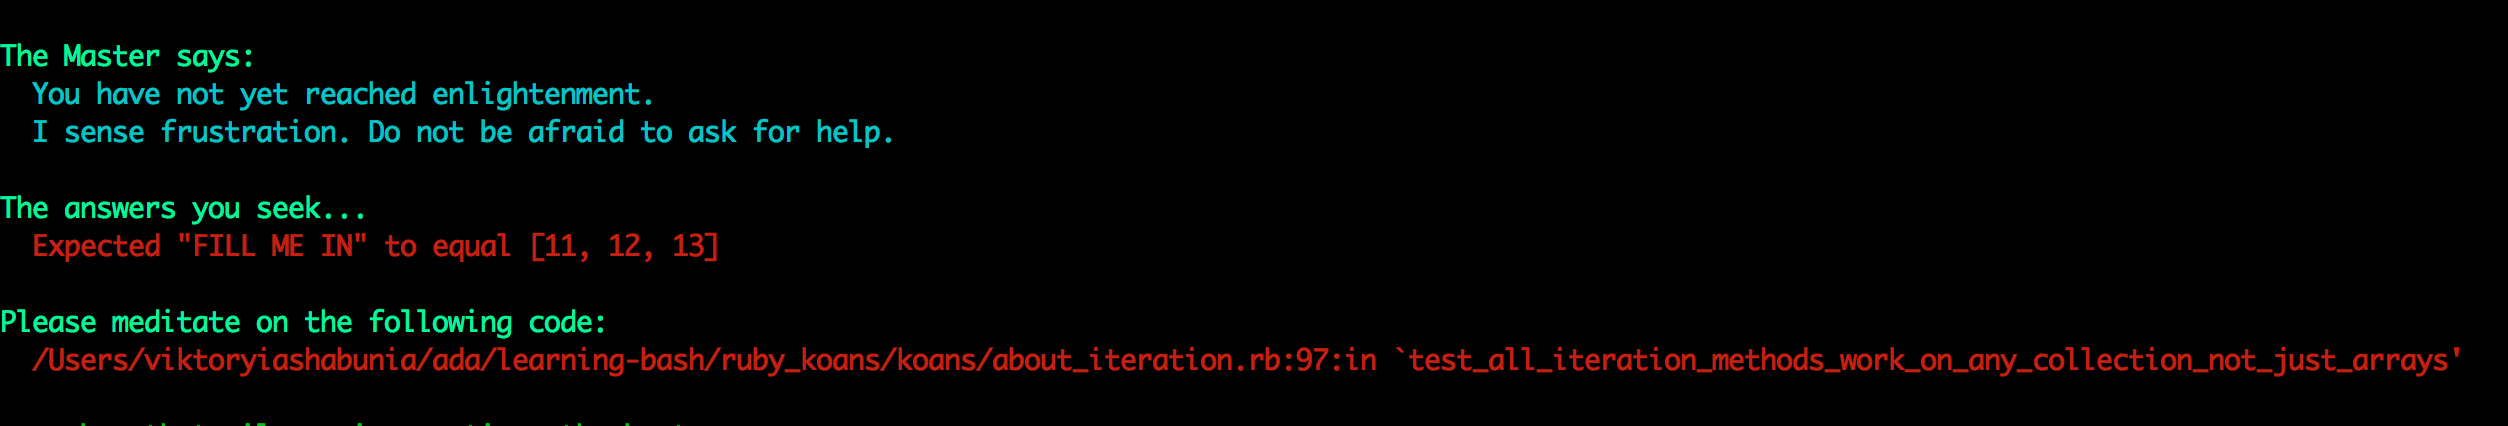 The Master says:
You have not yet reached enlightenment.
I sense frustration. Do not be afraid to ask for help.
The answers you seek...
Expected "FILL ME IN" to equal [11, 12, 13]
Please meditate on the following code:
/Users/viktoryiashabunia/ada/learning-bash/ruby_koans/koans/about_iteration.rb:97:in `test_all_iteration_methods_work_on_any_collection_not_just_arrays'